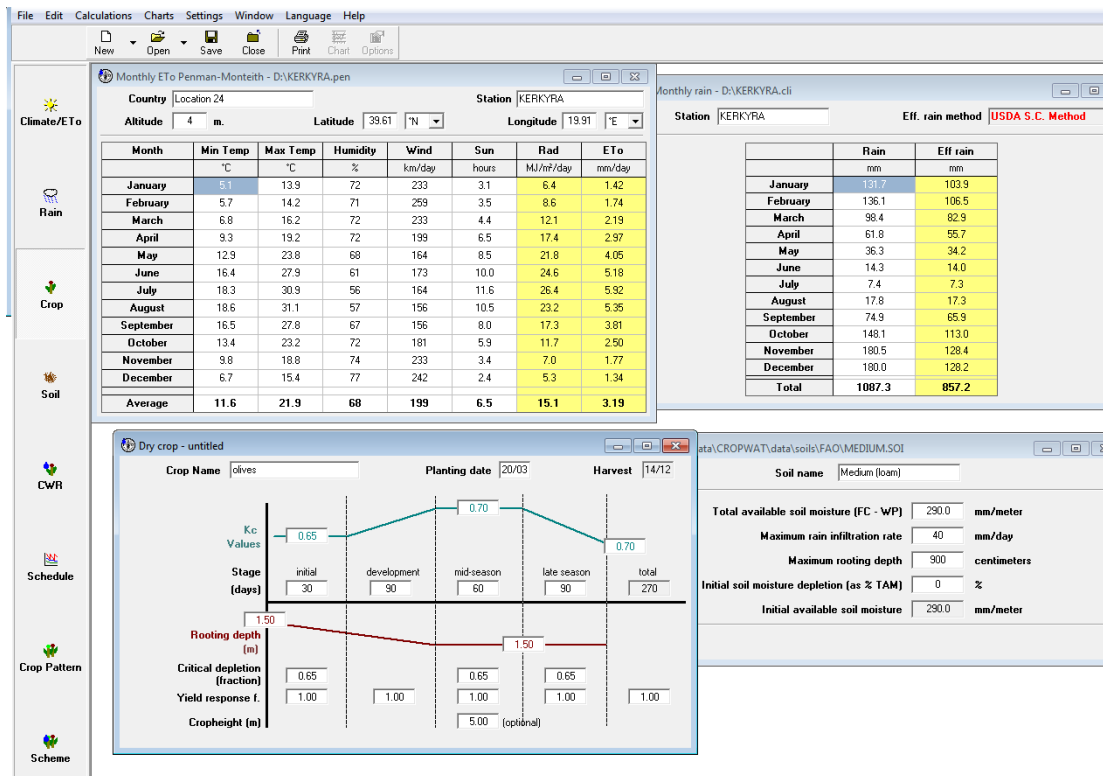 File Edit Calculations Charts Settings Window Language Help
New Open Save Close Print Chart Options
Climate/ETo
Rain
Crop
Soil
CWR
Schedule
Crop Pattern
Scheme
Monthly ETo Penman-Monteith - D:\KERKYRA.pen
Country Location 24 Station KERKYRA
Altitude 4 m. Latitude 39.61 °N Longitude 19.91 °E
Month Min Temp Max Temp Humidity Wind Sun Rad ETo
°C °C % km/day hours MJ/m²/day mm/day
January 5.1 13.9 72 233 3.1 6.4 1.42
February 5.7 14.2 71 259 3.5 8.6 1.74
March 6.8 16.2 72 233 4.4 12.1 2.19
April 9.3 19.2 72 199 6.5 17.4 2.97
May 12.9 23.8 68 164 8.5 21.8 4.05
June 16.4 27.9 61 173 10.0 24.6 5.18
July 18.3 30.9 56 164 11.6 26.4 5.92
August 18.6 31.1 57 156 10.5 23.2 5.35
September 16.5 27.8 67 156 8.0 17.3 3.81
October 13.4 23.2 72 181 5.9 11.7 2.50
November 9.8 18.8 74 233 3.4 7.0 1.77
December 6.7 15.4 77 242 2.4 5.3 1.34
Average 11.6 21.9 68 199 6.5 15.1 3.19
Monthly rain - D:\KERKYRA.cli
Station KERKYRA Eff. rain method USDA S.C. Method
Rain Eff rain
mm mm
January 131.7 103.9
February 136.1 106.5
March 98.4 82.9
April 61.8 55.7
May 36.3 34.2
June 14.3 14.0
July 7.4 7.3
August 17.8 17.3
September 74.9 65.9
October 148.1 113.0
November 180.5 128.4
December 180.0 128.2
Total 1087.3 857.2
Dry crop - untitled
Crop Name olives Planting date 20/03 Harvest 14/12
0.70
Kc 0.65
Values 0.70
Stage initial development mid-season late season total
(days) 30 90 60 90 270
1.50
Rooting depth 1.50
(m)
Critical depletion
(fraction) 0.65 0.65 0.65
Yield response f. 1.00 1.00 1.00 1.00 1.00
Cropheight (m) 5.00 (optional)
ata\CROPWAT\data\soils\FAO\MEDIUM.SOI
Soil name Medium (loam)
Total available soil moisture (FC - WP) 290.0 mm/meter
Maximum rain infiltration rate 40 mm/day
Maximum rooting depth 900 centimeters
Initial soil moisture depletion (as % TAM) 0 %
Initial available soil moisture 290.0 mm/meter